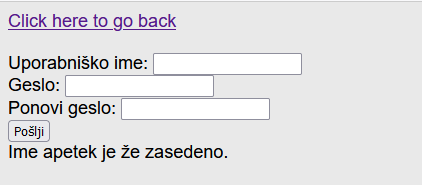 Click here to go back
Uporabniško ime:
Geslo:
Ponovi geslo:
Pošlji
Ime apetek je že zasedeno.